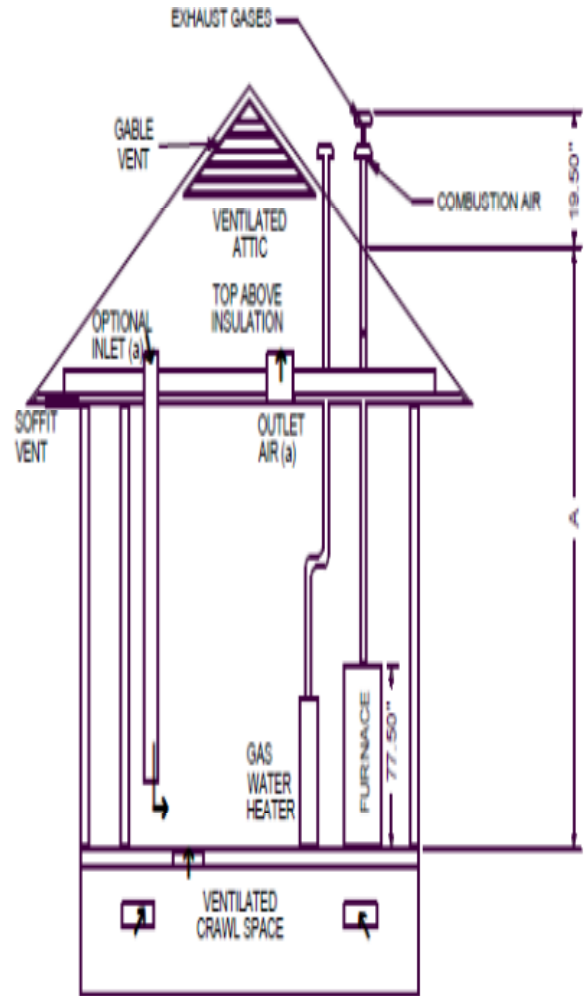 EXHAUST GASES
GABLE
VENT
COMBUSTION AIR
19.50"
VENTILATED
ATTIC
TOP ABOVE
INSULATION
OPTIONAL
INLET (a)
SOFFIT
VENT
OUTLET
AIR (a)
A
GAS
WATER
HEATER
FURNACE
77.50"
VENTILATED
CRAWL SPACE